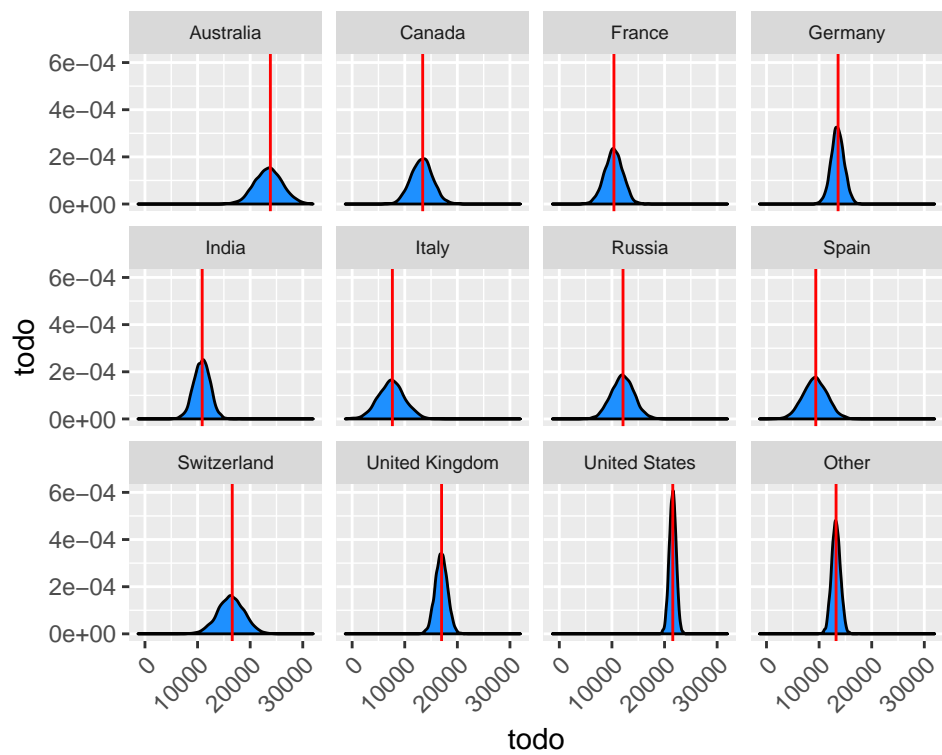 Australia Canada France Germany
6e−04
4e−04
2e−04
0e+00
India Italy Russia Spain
6e−04
4e−04
2e−04
0e+00
todo
Switzerland United Kingdom United States Other
6e−04
4e−04
2e−04
0e+00
0 10000 20000 30000 0 10000 20000 30000 0 10000 20000 30000 0 10000 20000 30000
todo